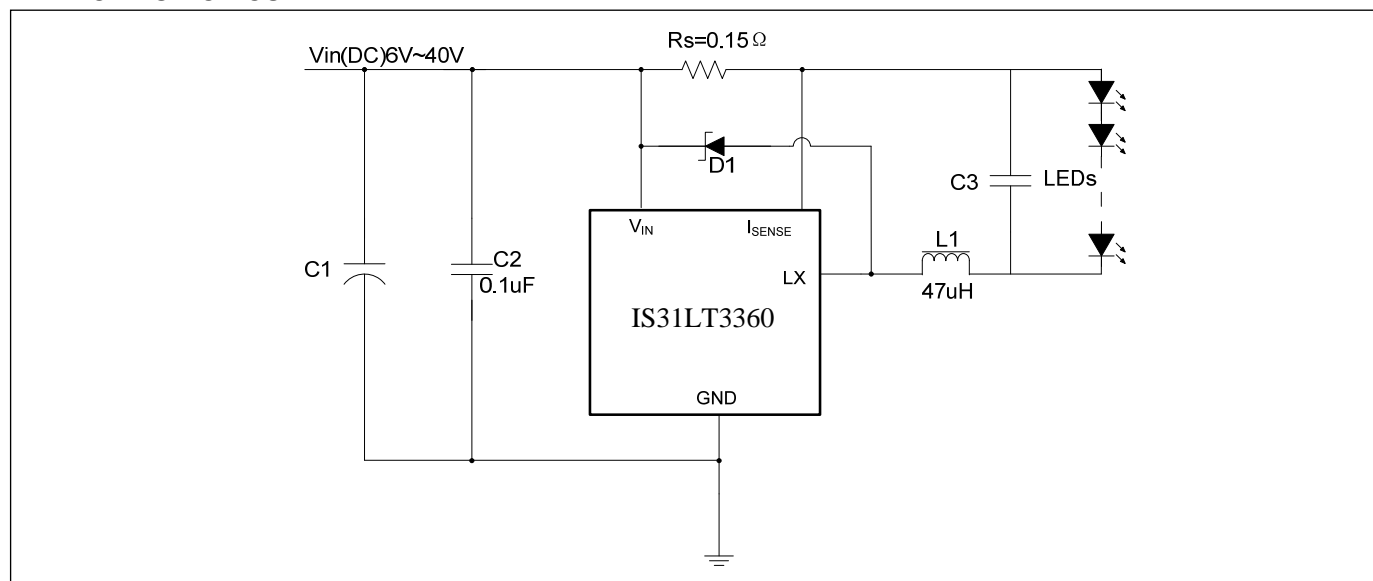 Vin(DC)6V~40V
Rs=0.15Ω
D1
C3
LEDs
VIN
ISENSE
L1
C1
C2
0.1uF
LX
47uH
IS31LT3360
GND